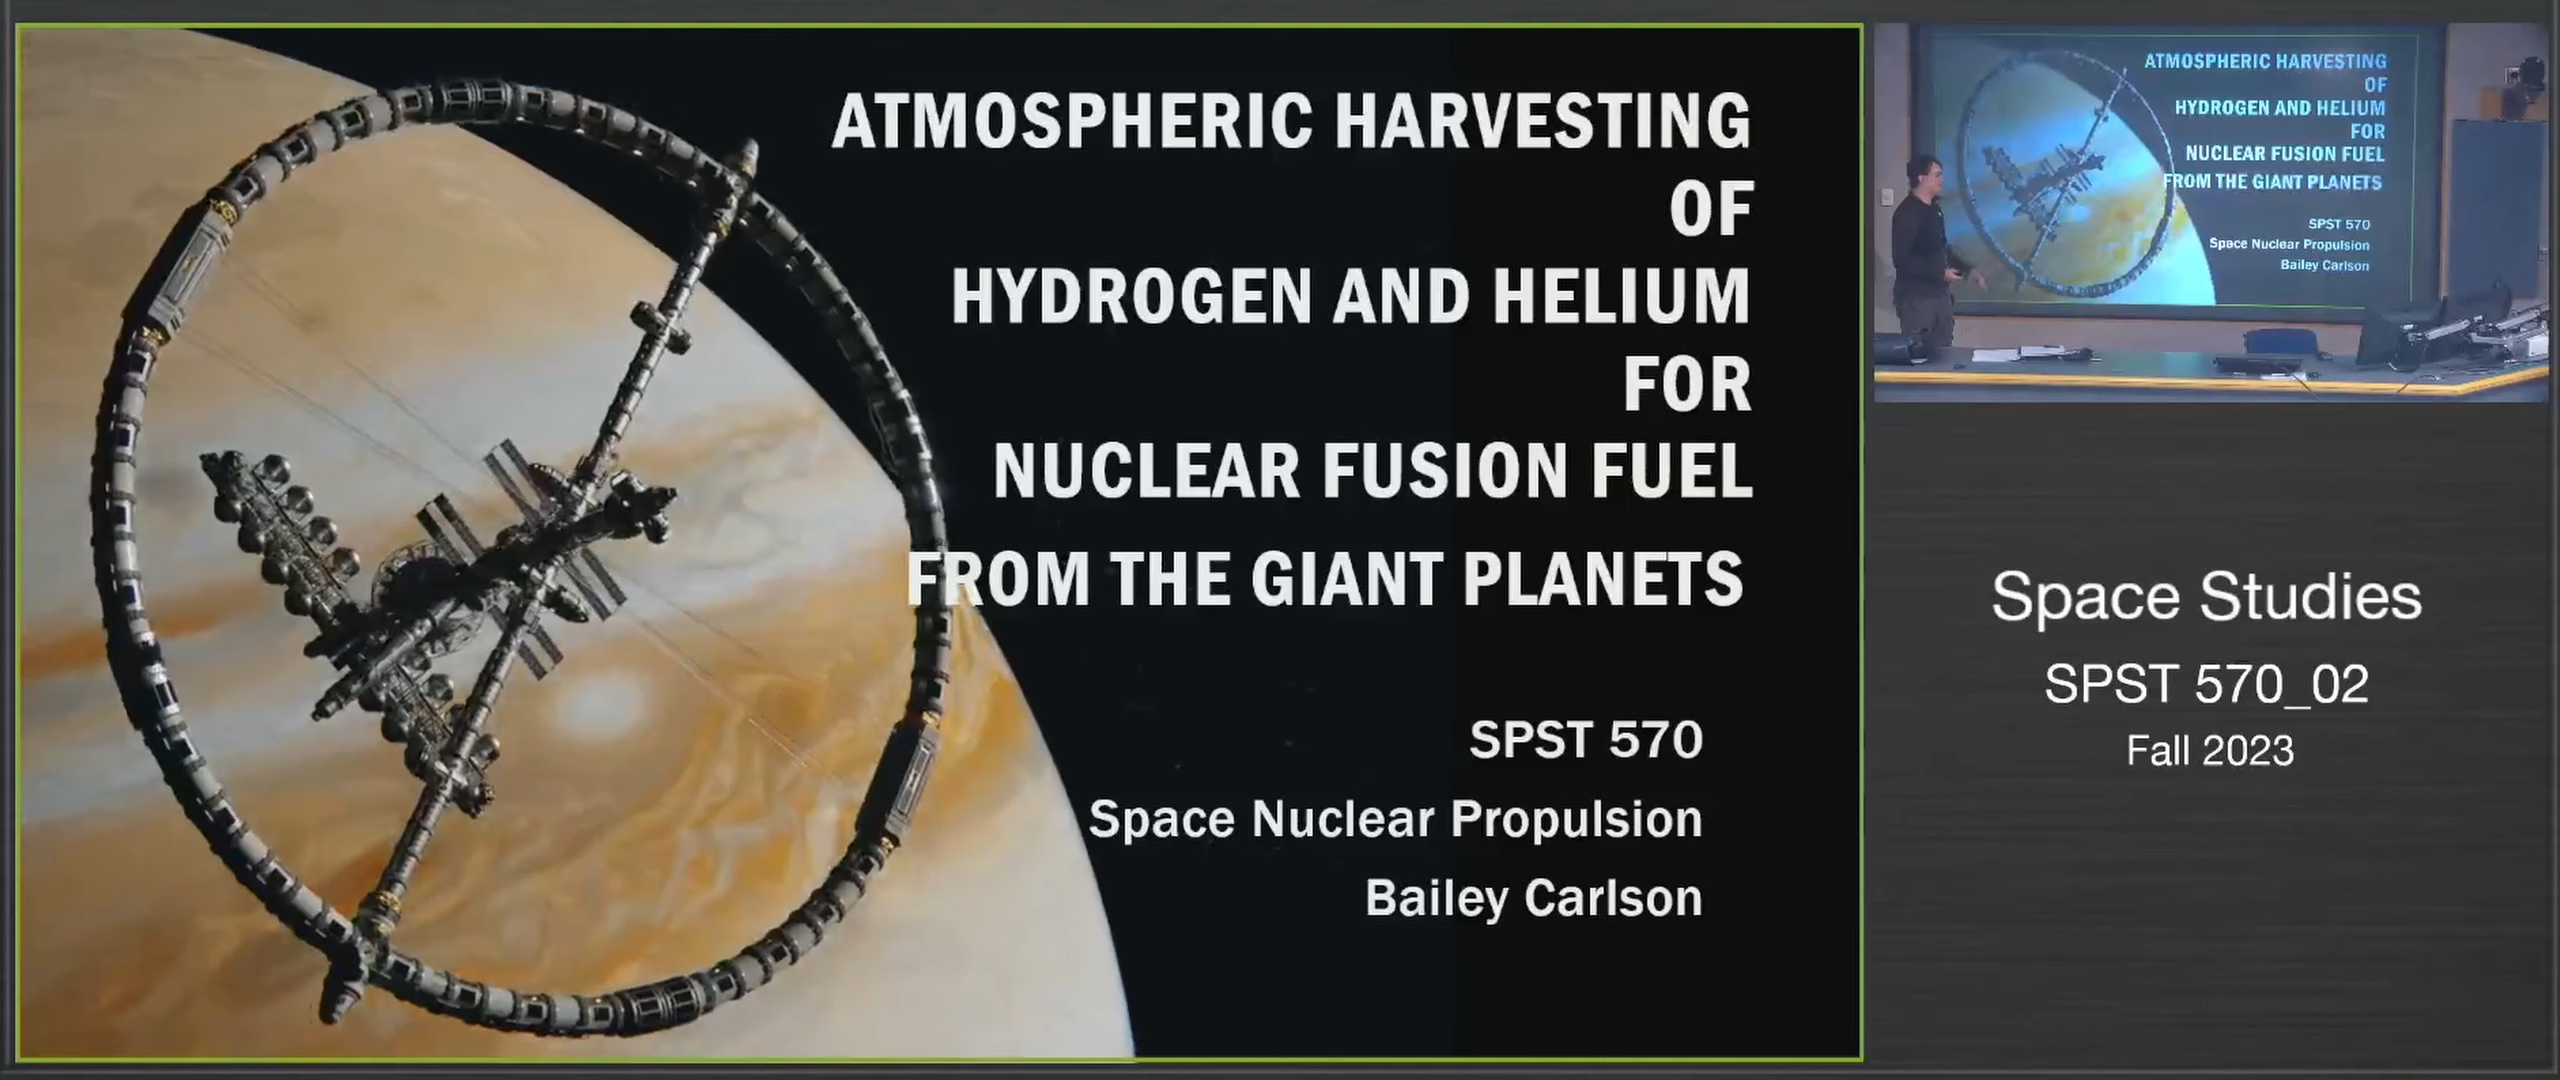 ATMOSPHERIC HARVESTING
OF
HYDROGEN AND HELIUM
FOR
NUCLEAR FUSION FUEL
FROM THE GIANT PLANETS
SPST 570
Space Nuclear Propulsion
Bailey Carlson
ATMOSPHERIC HARVESTING
OF
HYDROGEN AND HELIUM
FOR
NUCLEAR FUSION FUEL
FROM THE GIANT PLANETS
SPST 570
Space Nuclear Propulsion
Bailey Carlson
Space Studies
SPST 570_02
Fall 2023